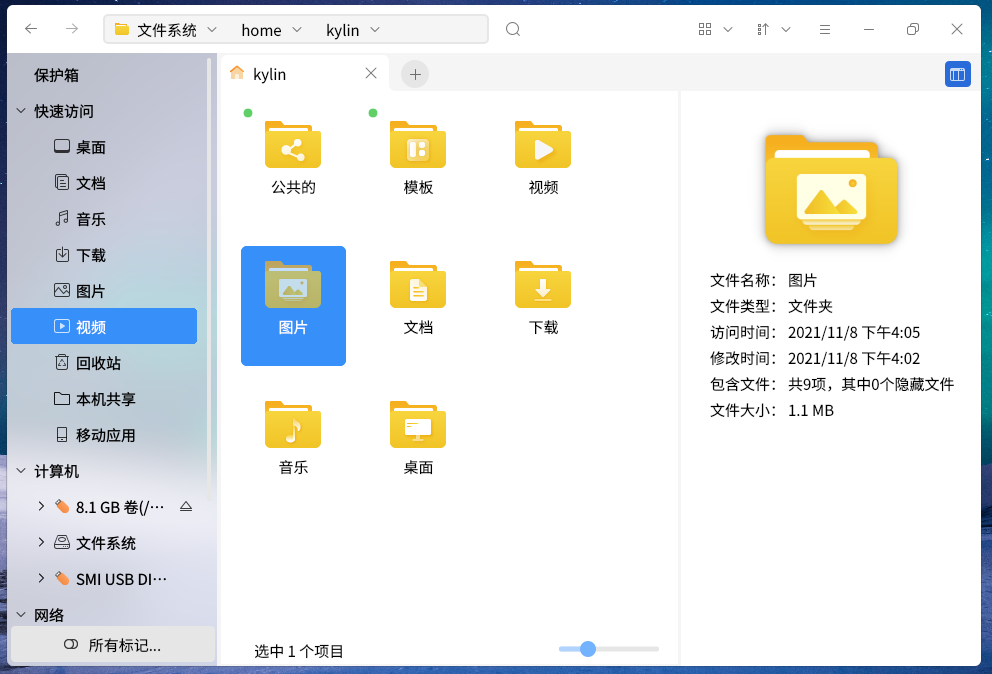 文件系统 home kylin
保护箱
快速访问
桌面
文档
音乐
下载
图片
视频
回收站
本机共享
移动应用
计算机
8.1 GB 卷(/···
文件系统
SMI USB DI···
网络
所有标记...
kylin
公共的 模板 视频
图片 文档 下载
音乐 桌面
选中 1 个项目
文件名称: 图片
文件类型: 文件夹
访问时间: 2021/11/8 下午4:05
修改时间: 2021/11/8 下午4:02
包含文件: 共9项，其中0个隐藏文件
文件大小: 1.1 MB